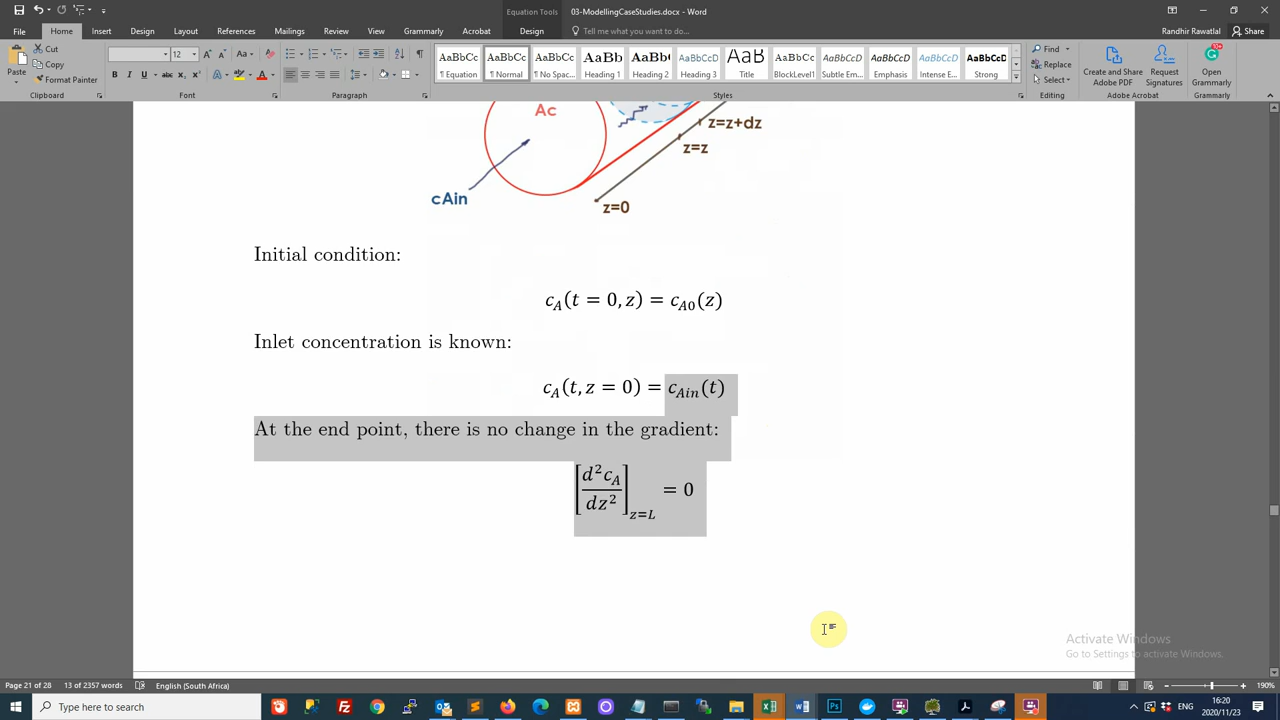 Equation Tools
03-ModellingCaseStudies.docx - Word
File Home Insert Design Layout References Mailings Review View Acrobat Design Tell me what you want to do... Randhir Rawatlal Share
Paste
Cut
Copy
Format Painter
Clipboard
12
Font
Paragraph
AaBbCc ¶ Equation
AaBbCc ¶ Normal
AaBbCc ¶ No Spac...
AaBb Heading 1
AaBb Heading 2
AaBbCcD Heading 3
AaB Title
AaBbCc BlockLevel1
AaBbCcD Subtle Em...
AaBbCcD Emphasis
AaBbCcD Intense E...
AaBbCcD Strong
Styles
Find
Replace
Select
Editing
Create and Share Adobe PDF
Request Signatures
Adobe Acrobat
Open Grammarly
Grammarly
Ac
z=z+dz
z=z
cAin
z=0
Initial condition:
c_A(t = 0, z) = c_A0(z)
Inlet concentration is known:
c_A(t, z = 0) = c_Ain(t)
At the end point, there is no change in the gradient:
[d²c_A/dz²]_z=L = 0
Activate Windows
Go to Settings to activate Windows.
Page 21 of 28 13 of 2357 words English (South Africa) 190%
Type here to search
ENG
16:20
2020/11/23